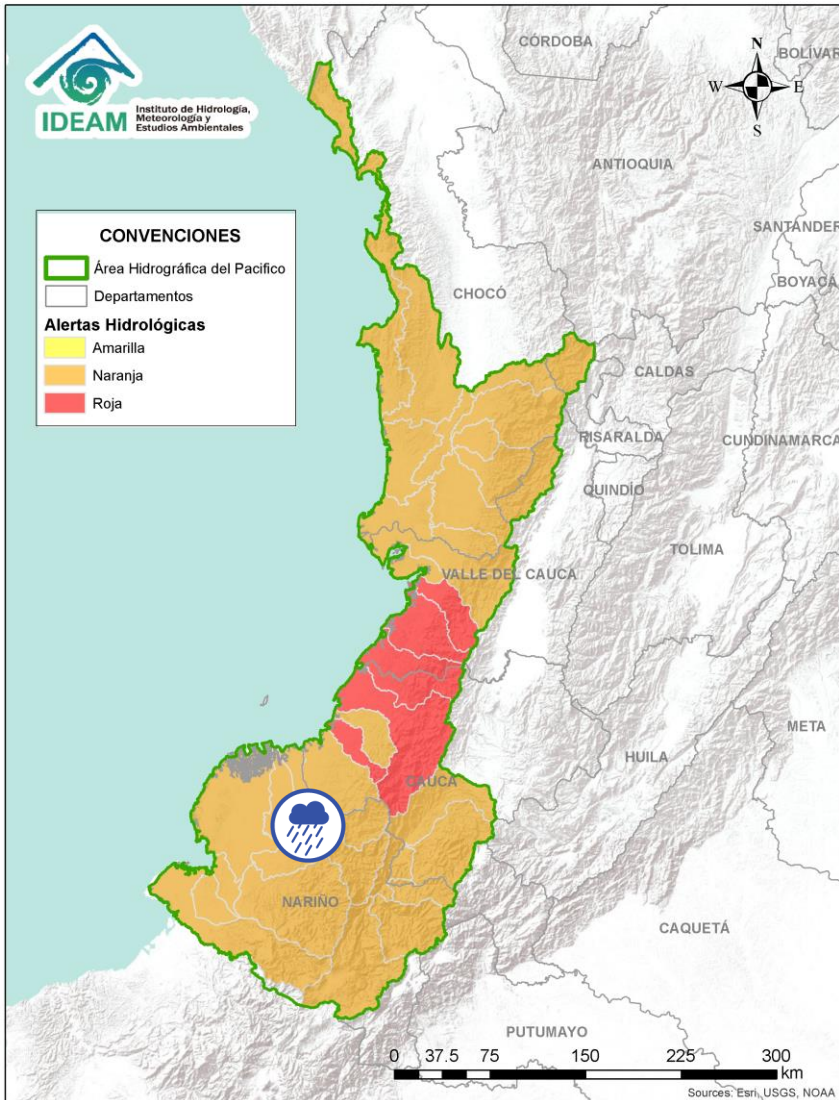 IDEAM
Instituto de Hidrología,
Meteorología y
Estudios Ambientales
CÓRDOBA
BOLÍVAR
N
W
E
S
ANTIOQUIA
SANTANDER
BOYACÁ
CONVENCIONES
Área Hidrográfica del Pacifico
Departamentos
Alertas Hidrológicas
Amarilla
Naranja
Roja
CHOCÓ
CALDAS
RISARALDA
CUNDINAMARCA
QUINDÍO
TOLIMA
VALLE DEL CAUCA
META
HUILA
CAUCA
NARIÑO
CAQUETÁ
PUTUMAYO
0 37.5 75 150 225 300
km
Sources: Esri, USGS, NOAA